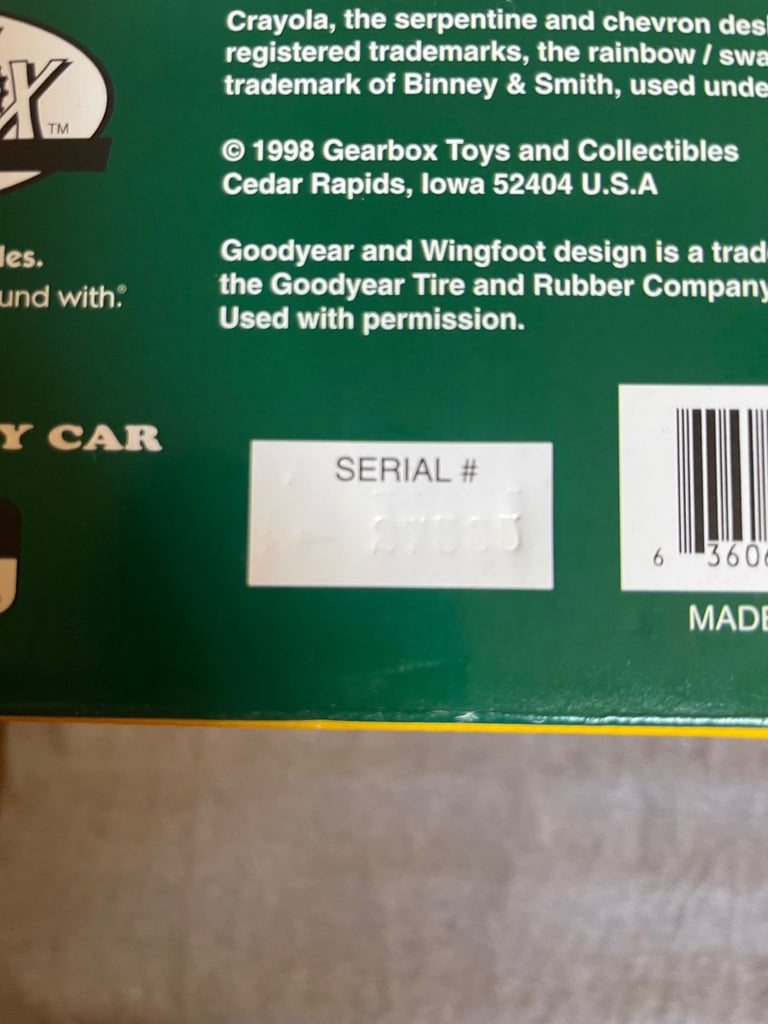 Crayola, the serpentine and chevron des
registered trademarks, the rainbow / swa
trademark of Binney & Smith, used unde
X TM
© 1998 Gearbox Toys and Collectibles
Cedar Rapids, Iowa 52404 U.S.A
les.
und with.®
Goodyear and Wingfoot design is a trad
the Goodyear Tire and Rubber Company
Used with permission.
Y CAR
SERIAL #
6 3606
MADE